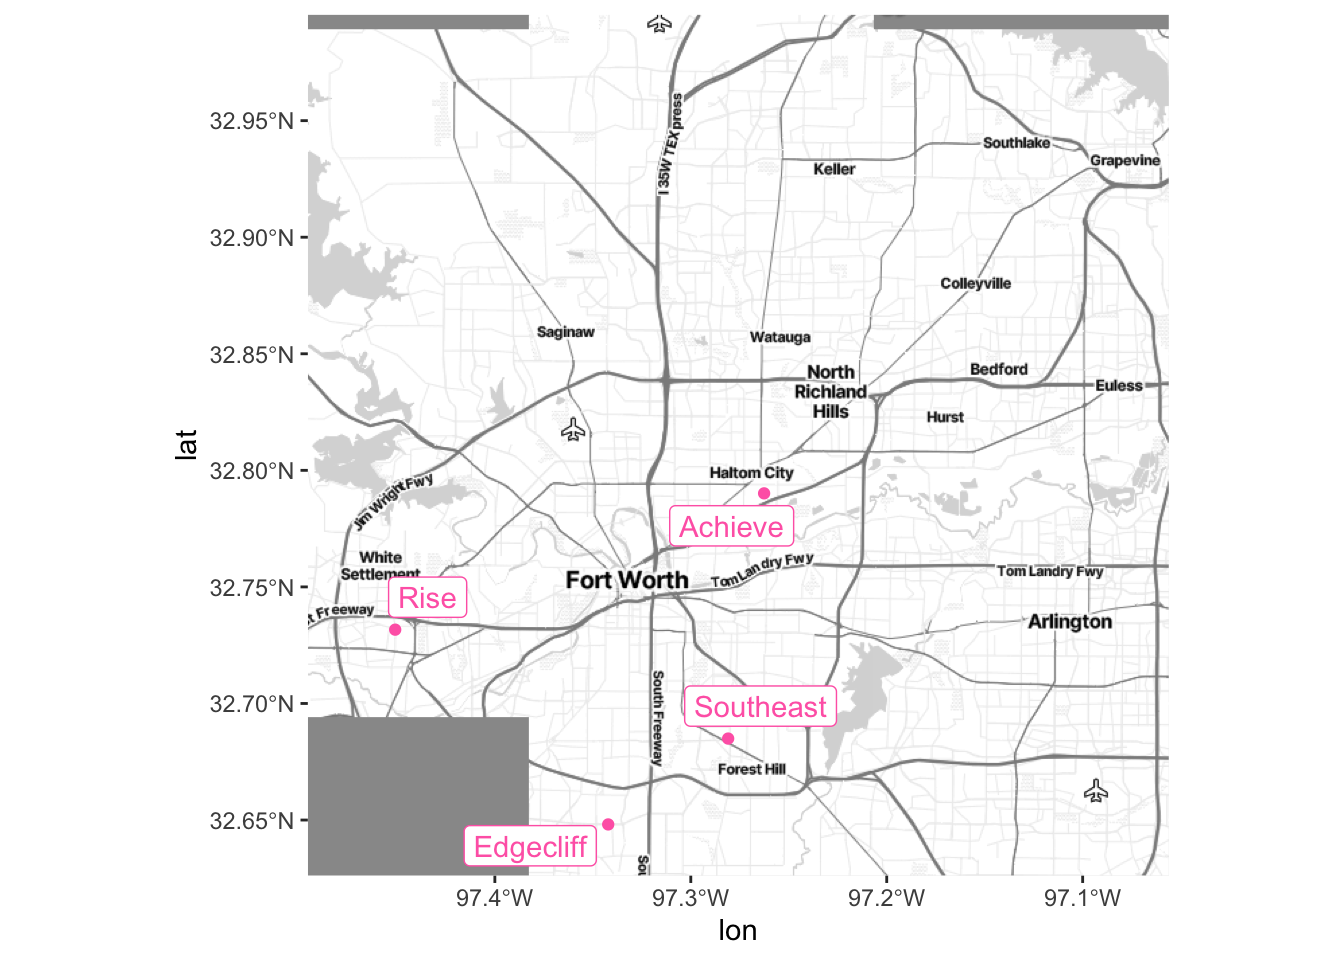 32.95°N
32.90°N
32.85°N
32.80°N
32.75°N
32.70°N
32.65°N
lat
97.4°W
97.3°W
97.2°W
97.1°W
lon
I 35W TEXpress
Southlake
Grapevine
Keller
Colleyville
Saginaw
Watauga
North
Richland
Hills
Bedford
Euless
Hurst
Haltom City
Jim Wright Fwy
Achieve
White
Settlement
Fort Worth
Tom Landry Fwy
Tom Landry Fwy
Rise
t Freeway
Arlington
South Freeway
Southeast
Forest Hill
Edgecliff
Sou